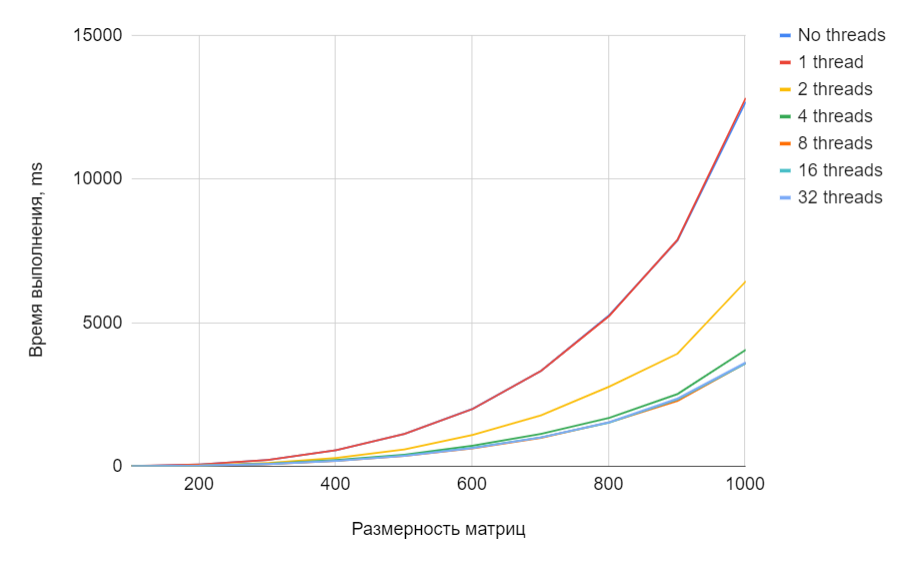 15000
10000
5000
0
Время выполнения, ms
200
400
600
800
1000
Размерность матриц
No threads
1 thread
2 threads
4 threads
8 threads
16 threads
32 threads